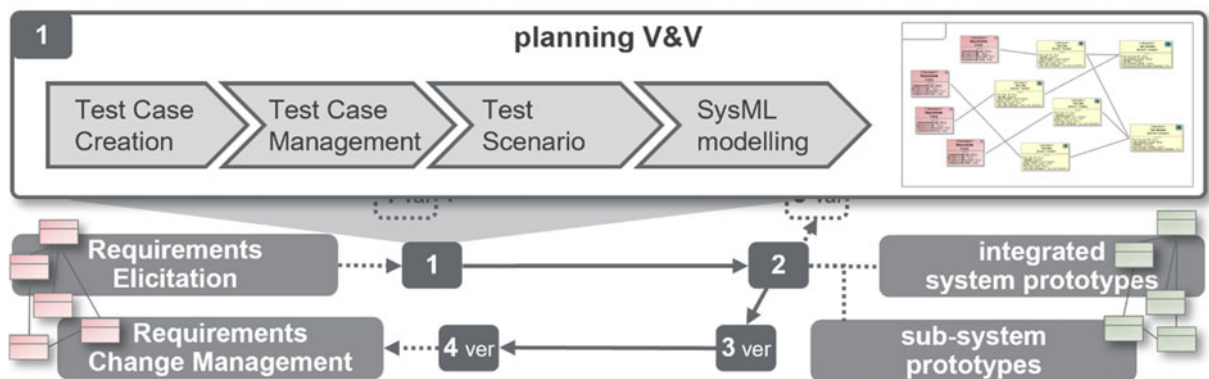 1
planning V&V
Test Case
Creation
Test Case
Management
Test
Scenario
SysML
modelling
Requirements
Elicitation
1
2
integrated
system prototypes
Requirements
Change Management
4 ver
3 ver
sub-system
prototypes